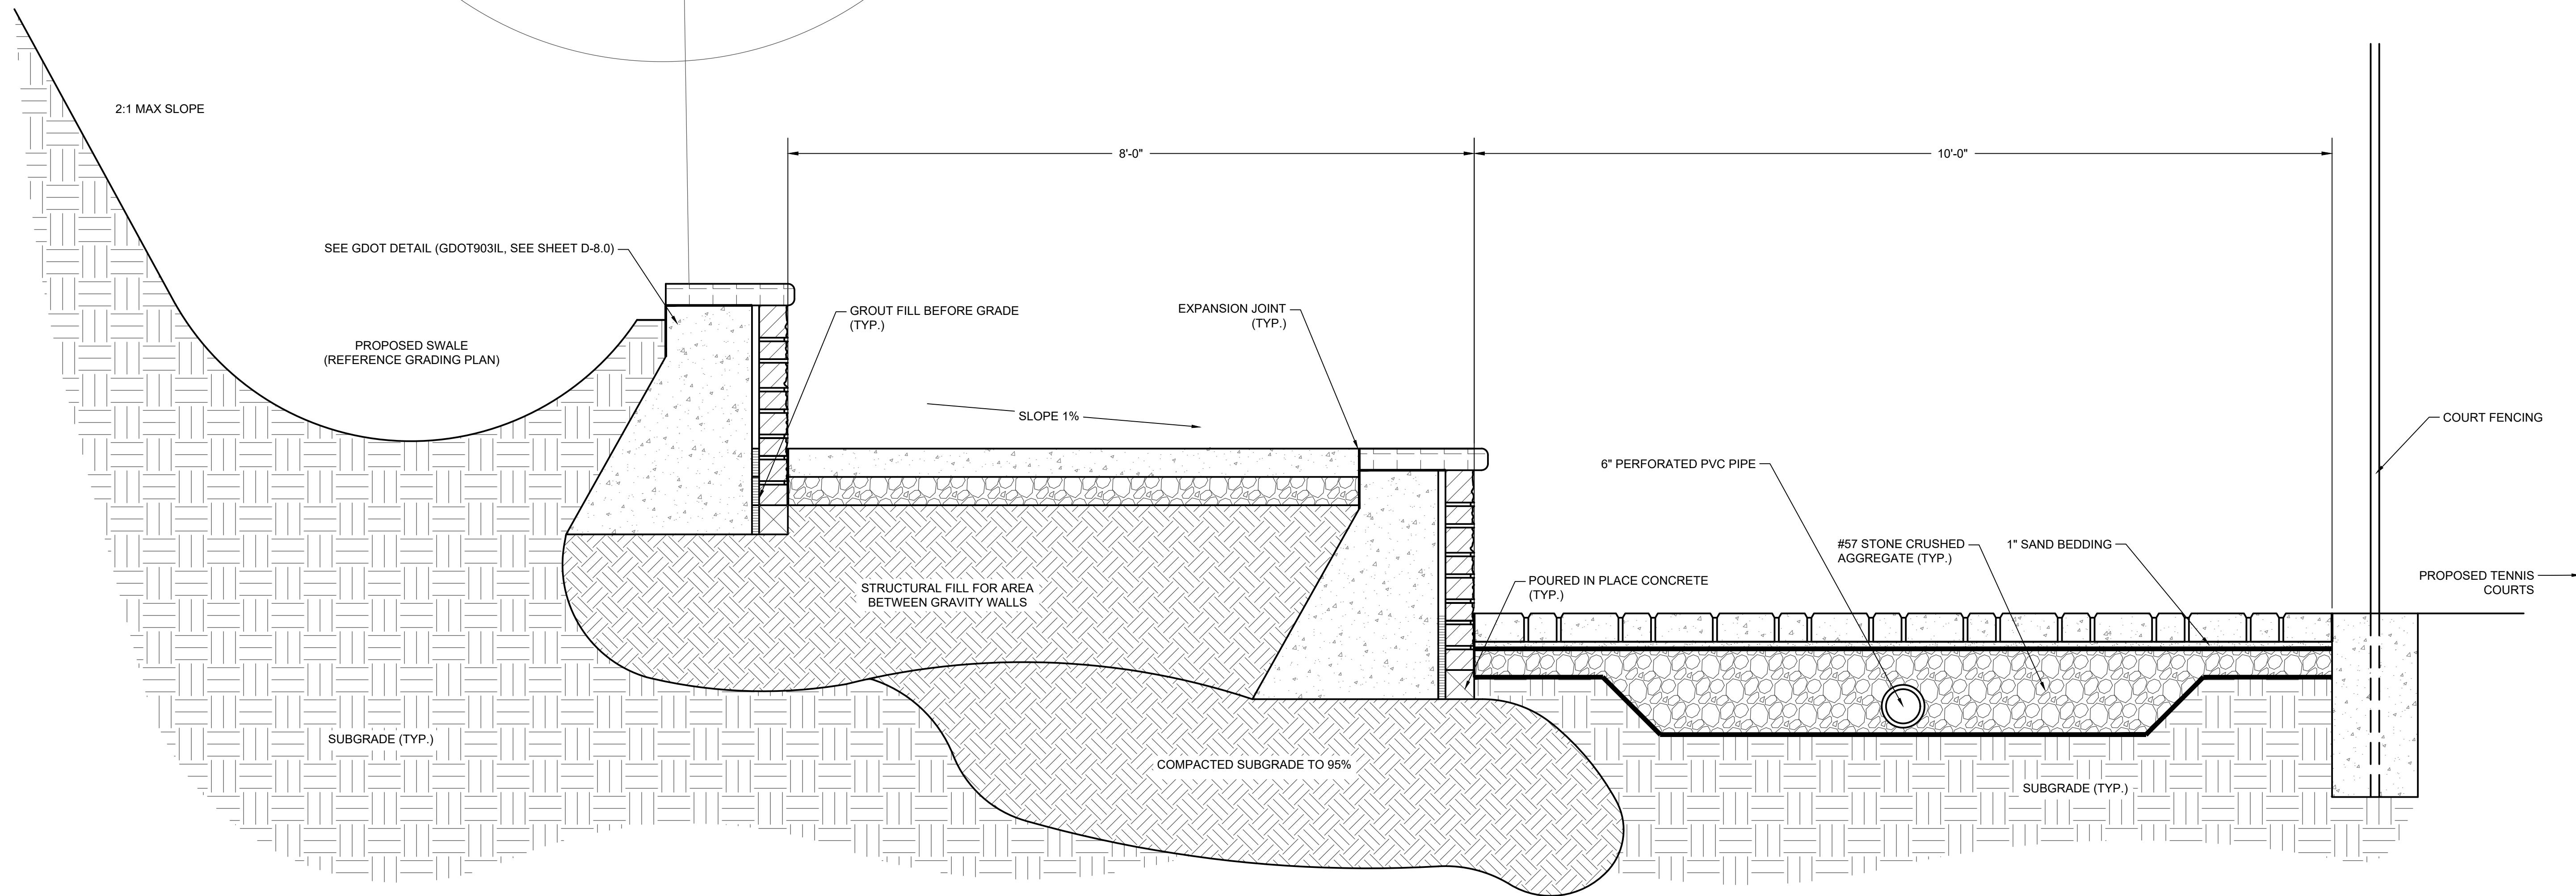 2:1 MAX SLOPE
8'-0"
10'-0"
SEE GDOT DETAIL (GDOT903IL, SEE SHEET D-8.0)
GROUT FILL BEFORE GRADE
(TYP.)
EXPANSION JOINT
(TYP.)
PROPOSED SWALE
(REFERENCE GRADING PLAN)
SLOPE 1%
COURT FENCING
6" PERFORATED PVC PIPE
#57 STONE CRUSHED
AGGREGATE (TYP.)
1" SAND BEDDING
STRUCTURAL FILL FOR AREA
BETWEEN GRAVITY WALLS
POURED IN PLACE CONCRETE
(TYP.)
PROPOSED TENNIS
COURTS
SUBGRADE (TYP.)
COMPACTED SUBGRADE TO 95%
SUBGRADE (TYP.)